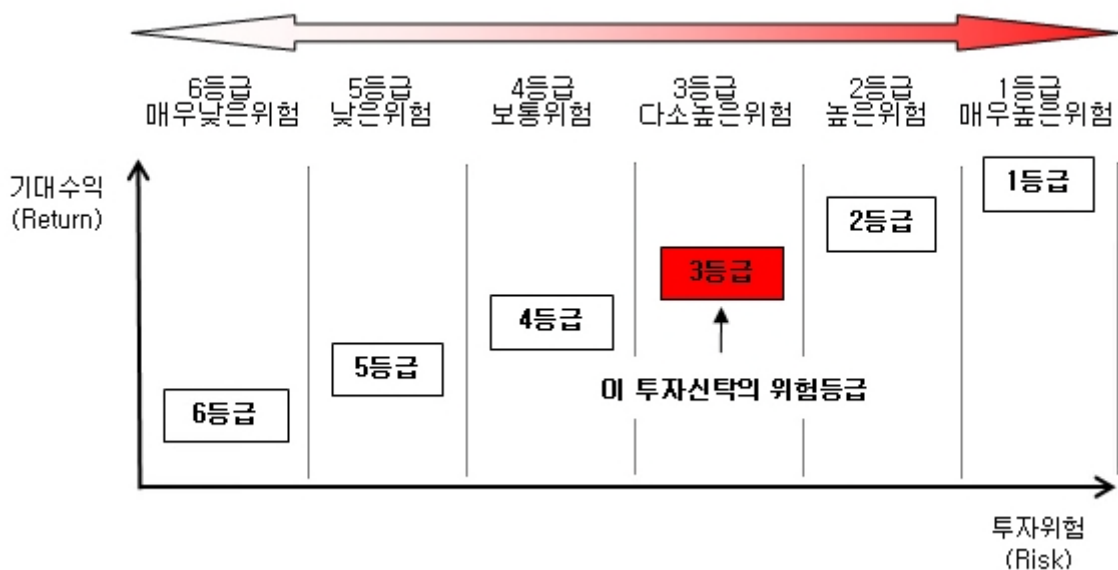 6등급 5등급 4등급 3등급 2등급 1등급
매우낮은위험 낮은위험 보통위험 다소높은위험 높은위험 매우높은위험
기대수익
(Return)
1등급
2등급
3등급
4등급
5등급
이 투자신탁의 위험등급
6등급
투자위험
(Risk)